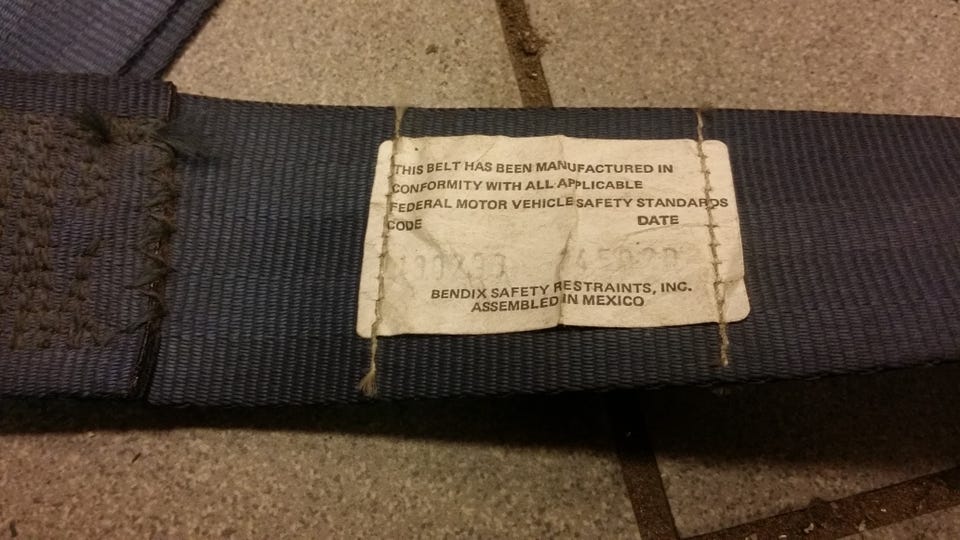 THIS BELT HAS BEEN MANUFACTURED IN
CONFORMITY WITH ALL APPLICABLE
FEDERAL MOTOR VEHICLE SAFETY STANDARDS
CODE DATE
BENDIX SAFETY RESTRAINTS, INC.
ASSEMBLED IN MEXICO